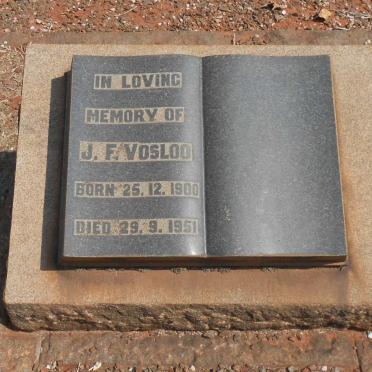 IN LOVING
MEMORY OF
J. F. VOSLOO
BORN 25. 12. 1900
DIED 29. 9. 1951